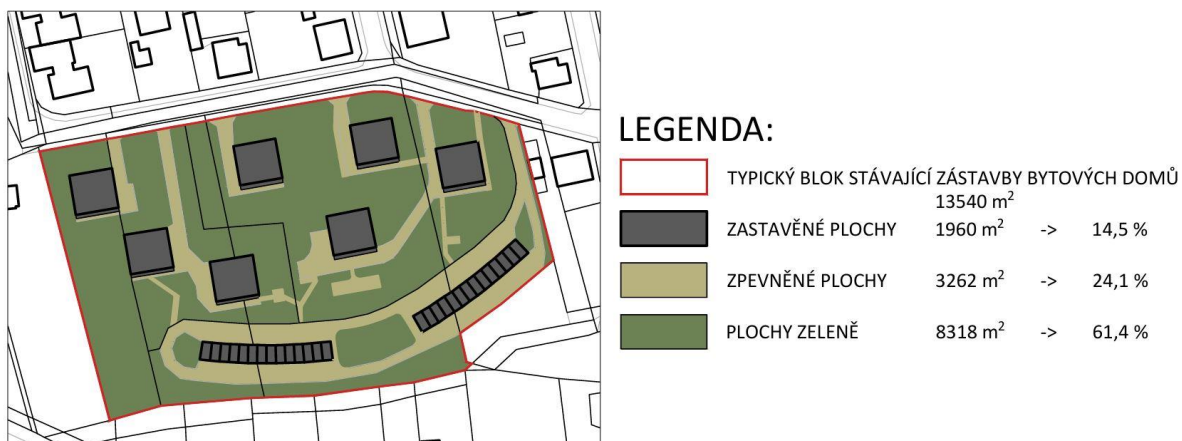 LEGENDA:
TYPICKÝ BLOK STÁVAJÍCÍ ZÁSTAVBY BYTOVÝCH DOMŮ
13540 m²
ZASTAVĚNÉ PLOCHY 1960 m² -> 14,5 %
ZPEVNĚNÉ PLOCHY 3262 m² -> 24,1 %
PLOCHY ZELENĚ 8318 m² -> 61,4 %